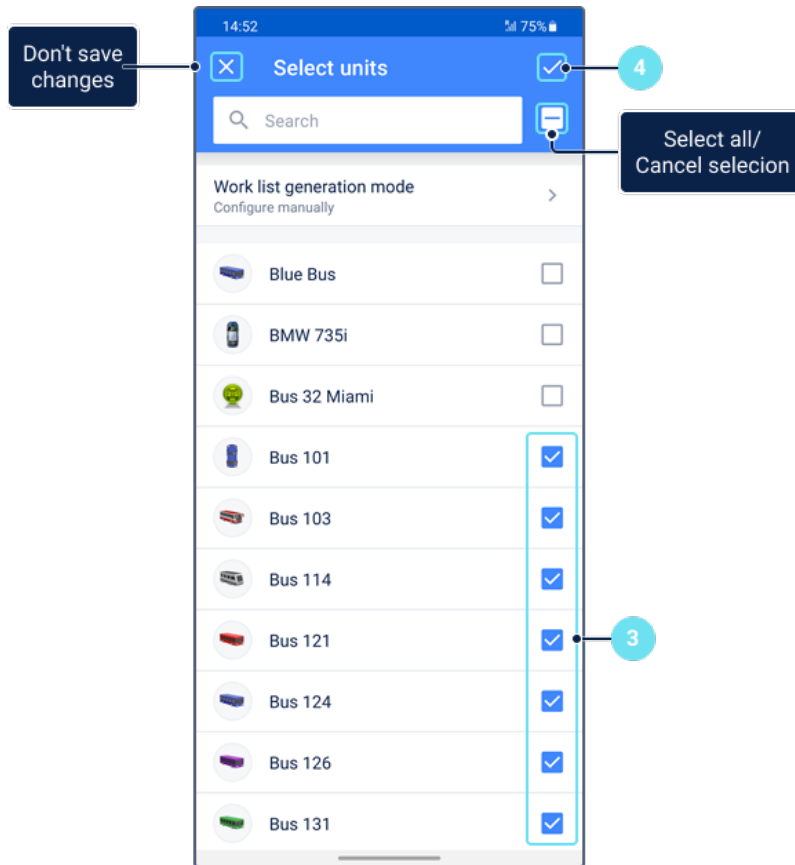 14:52 75%
Don't save
changes
Select units
4
Search
Select all/
Cancel selecion
Work list generation mode
Configure manually
Blue Bus
BMW 735i
Bus 32 Miami
Bus 101
Bus 103
Bus 114
Bus 121
3
Bus 124
Bus 126
Bus 131